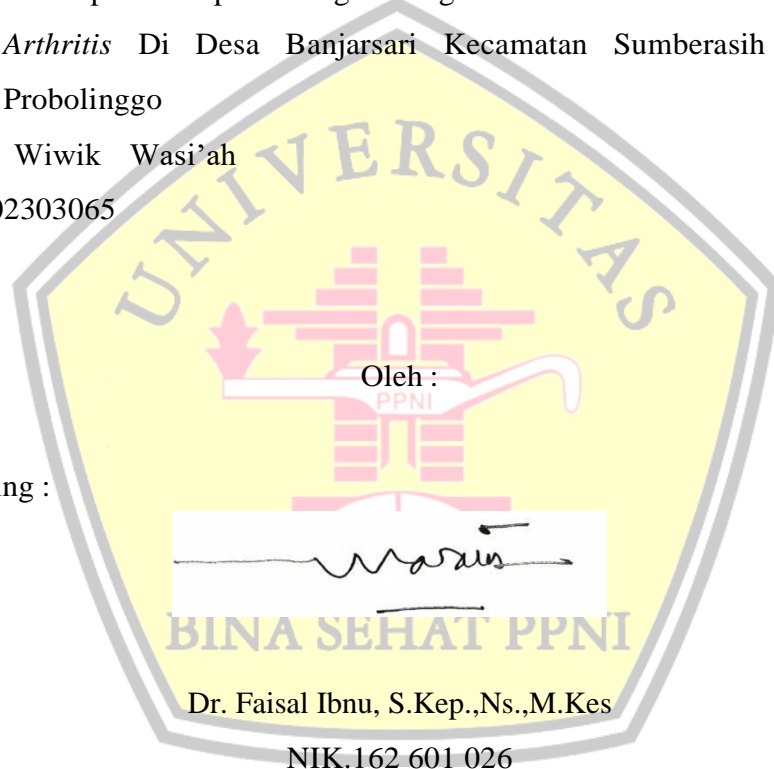 Arthritis Di Desa Banjarsari Kecamatan Sumberasih
Probolinggo
Wiwik Wasi’ah
02303065
UNIVERSITAS
Oleh :
PPNI
ing :
BINA SEHAT PPNI
Dr. Faisal Ibnu, S.Kep.,Ns.,M.Kes
NIK.162 601 026